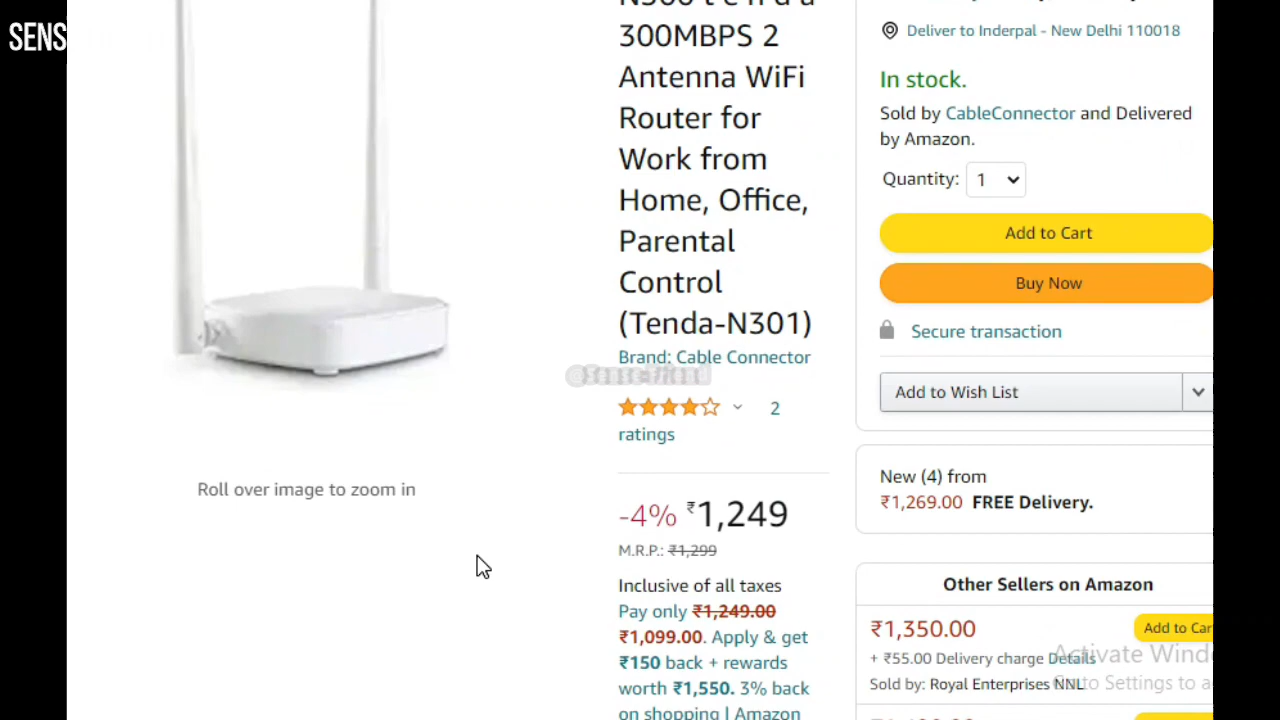 SENS
300MBPS 2
Antenna WiFi
Router for
Work from
Home, Office,
Parental
Control
(Tenda-N301)
Brand: Cable Connector
2
ratings
-4% ₹1,249
M.R.P.: ₹1,299
Inclusive of all taxes
Pay only ₹1,249.00
₹1,099.00. Apply & get
₹150 back + rewards
worth ₹1,550. 3% back
on shopping | Amazon
Roll over image to zoom in
Deliver to Inderpal - New Delhi 110018
In stock.
Sold by CableConnector and Delivered
by Amazon.
Quantity: 1
Add to Cart
Buy Now
Secure transaction
Add to Wish List
New (4) from
₹1,269.00 FREE Delivery.
Other Sellers on Amazon
₹1,350.00
Add to Car
+ ₹55.00 Delivery charge Details
Sold by: Royal Enterprises NNL
Activate Wind
Go to Settings to a